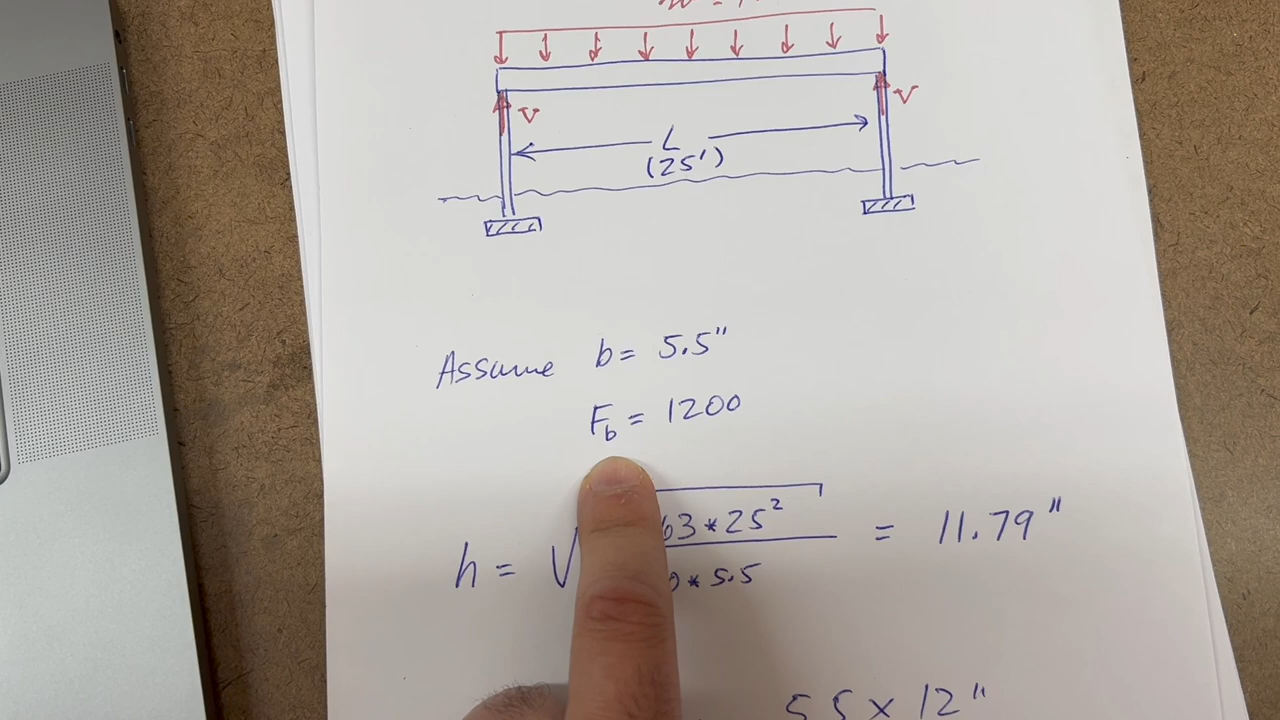 V
V
L
(25')
Assume b = 5.5"
F_b = 1200
h = √ 63 * 25² = 11.79"
* 5.5
5.5 x 12"